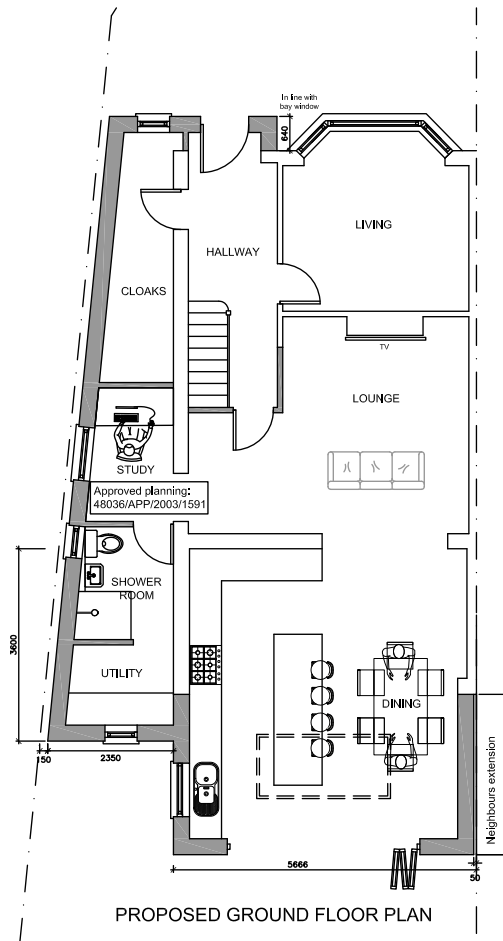 In line with
bay window
640
LIVING
HALLWAY
CLOAKS
TV
LOUNGE
STUDY
Approved planning:
48036/APP/2003/1591
SHOWER
ROOM
3600
UTILITY
DINING
150
2350
Neighbours extension
5666
50
PROPOSED GROUND FLOOR PLAN